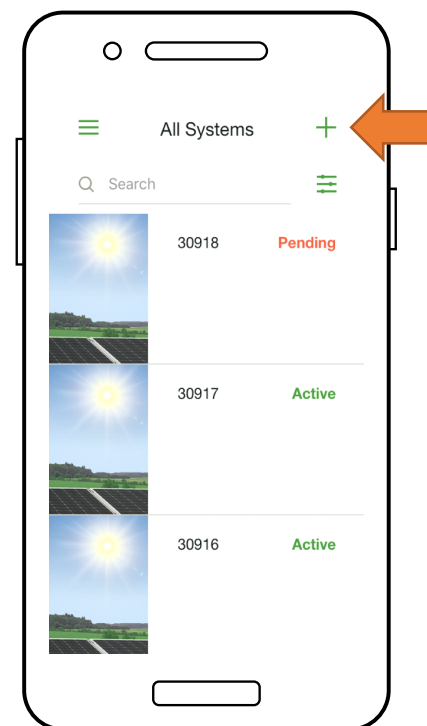 All Systems
Search
30918 Pending
30917 Active
30916 Active